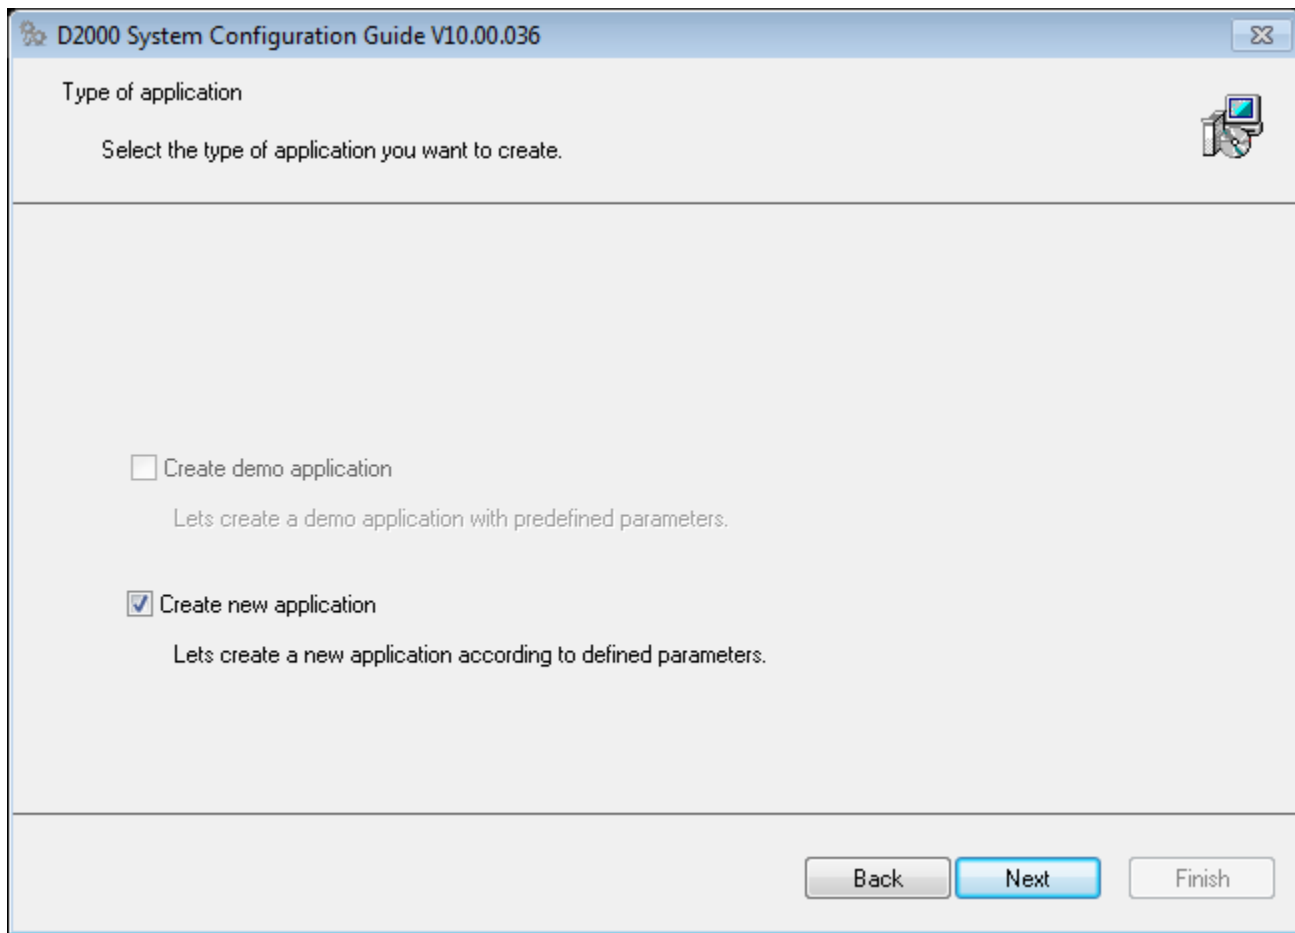 D2000 System Configuration Guide V10.00.036
Type of application
Select the type of application you want to create.
Create demo application
Lets create a demo application with predefined parameters.
Create new application
Lets create a new application according to defined parameters.
Back
Next
Finish